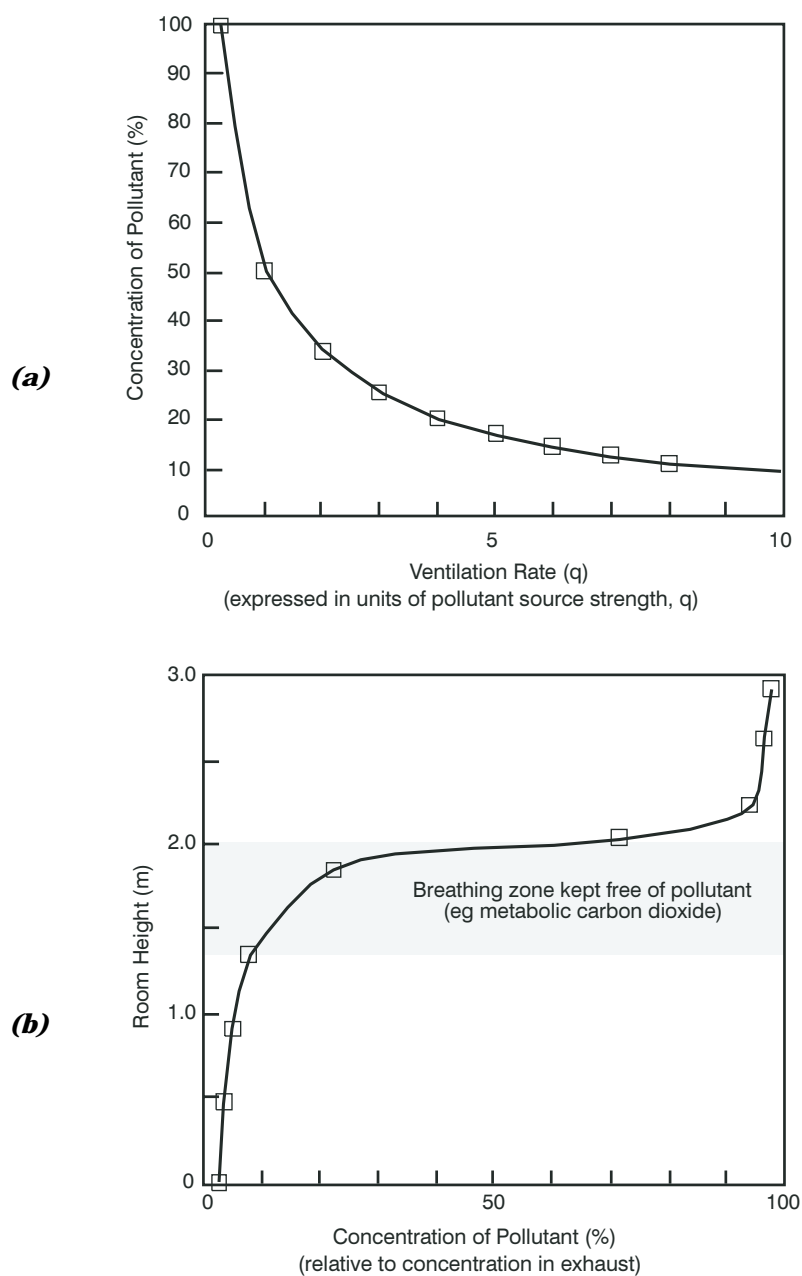 100
90
80
70
60
50
40
30
20
10
0
Concentration of Pollutant (%)
(a)
0 5 10
Ventilation Rate (q)
(expressed in units of pollutant source strength, q)
3.0
2.0
1.0
0
Room Height (m)
Breathing zone kept free of pollutant
(eg metabolic carbon dioxide)
(b)
0 50 100
Concentration of Pollutant (%)
(relative to concentration in exhaust)